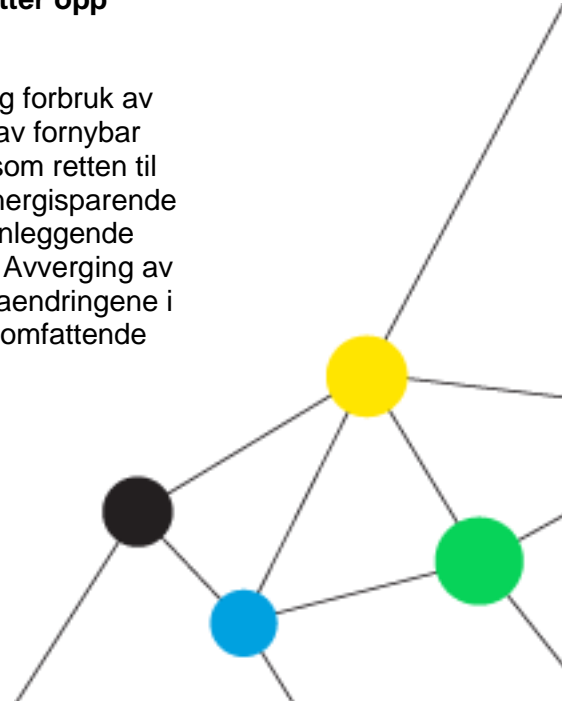 tter opp
g forbruk av
av fornybar
som retten til
nergisparende
nleggende
Avverging av
aendringene i
omfattende